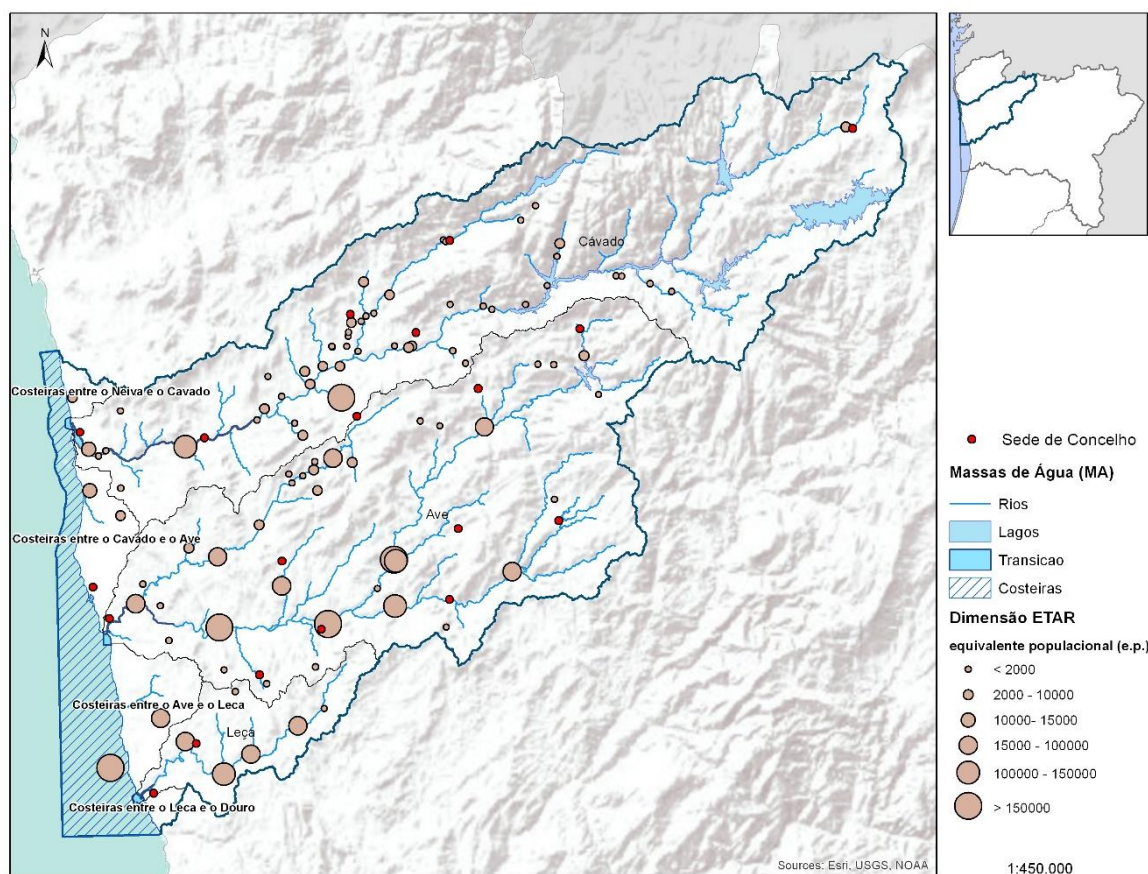 N
Cávado
Costeiras entre o Neiva e o Cavado
Ave
Costeiras entre o Cavado e o Ave
Costeiras entre o Ave e o Leca
Leça
Costeiras entre o Leca e o Douro
Sources: Esri, USGS, NOAA
Sede de Concelho
Massas de Água (MA)
Rios
Lagos
Transicao
Costeiras
Dimensão ETAR
equivalente populacional (e.p.)
< 2000
2000 - 10000
10000- 15000
15000 - 100000
100000 - 150000
> 150000
1:450.000